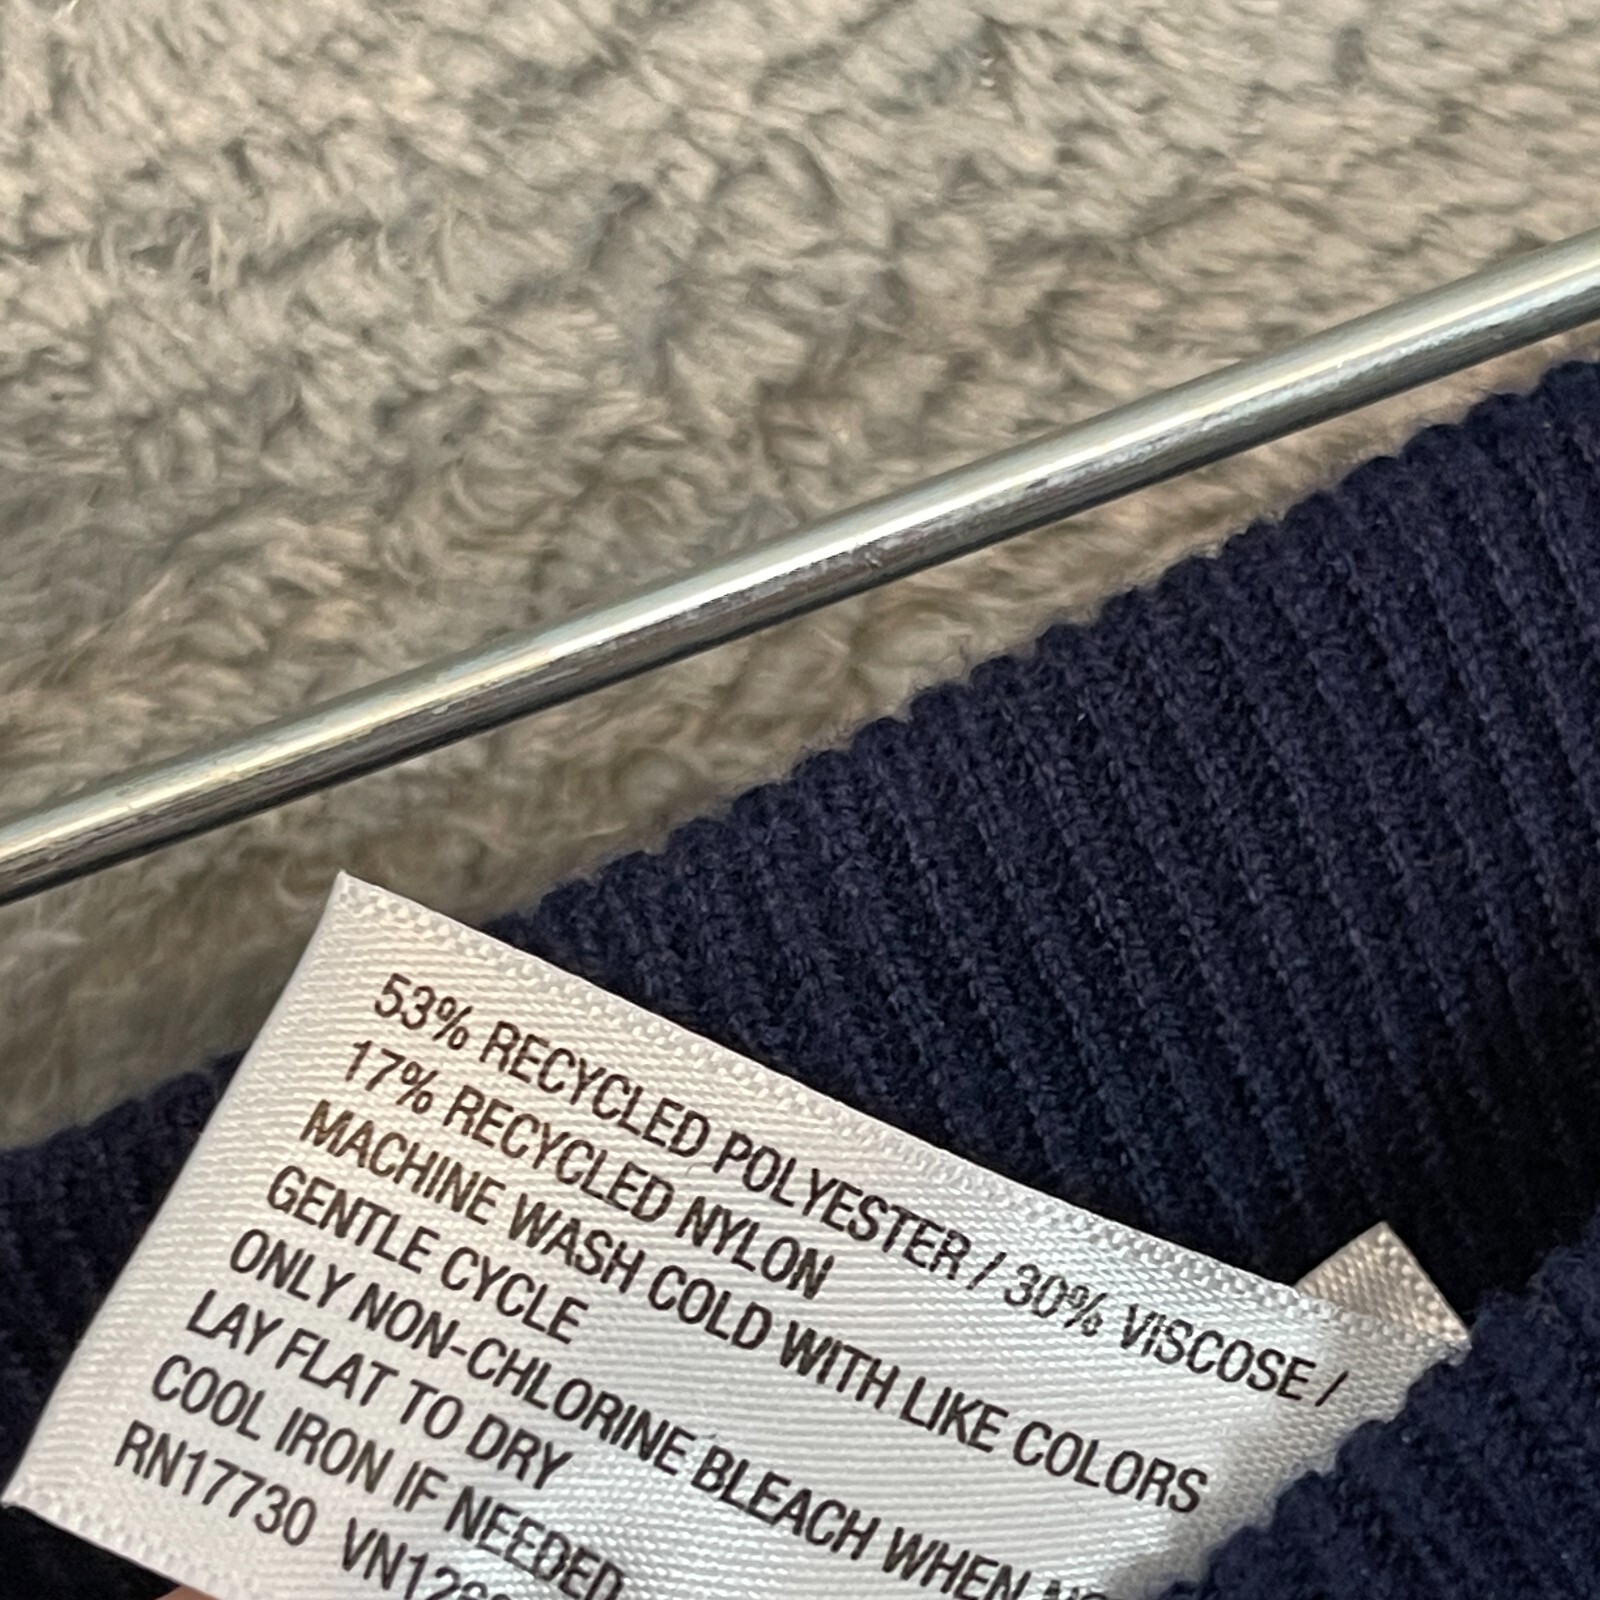 53% RECYCLED POLYESTER / 30% VISCOSE /
17% RECYCLED NYLON
MACHINE WASH COLD WITH LIKE COLORS
GENTLE CYCLE
ONLY NON-CHLORINE BLEACH WHEN
LAY FLAT TO DRY
COOL IRON IF NEEDED
RN17730